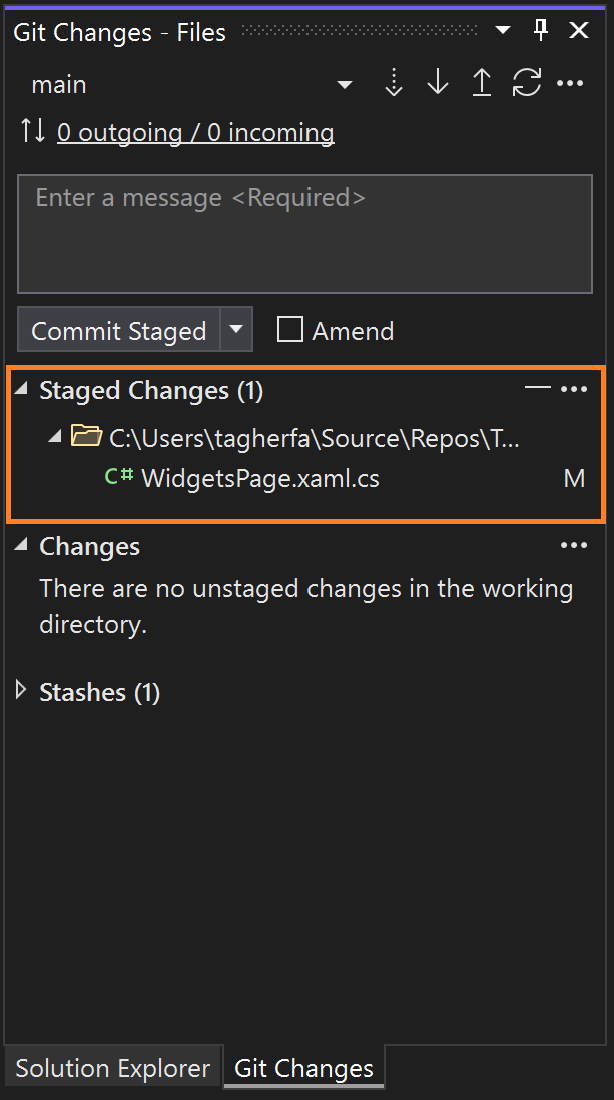 Git Changes - Files
main
0 outgoing / 0 incoming
Enter a message <Required>
Commit Staged
Amend
Staged Changes (1)
C:\Users\tagherfa\Source\Repos\T...
C# WidgetsPage.xaml.cs M
Changes
There are no unstaged changes in the working
directory.
Stashes (1)
Solution Explorer Git Changes